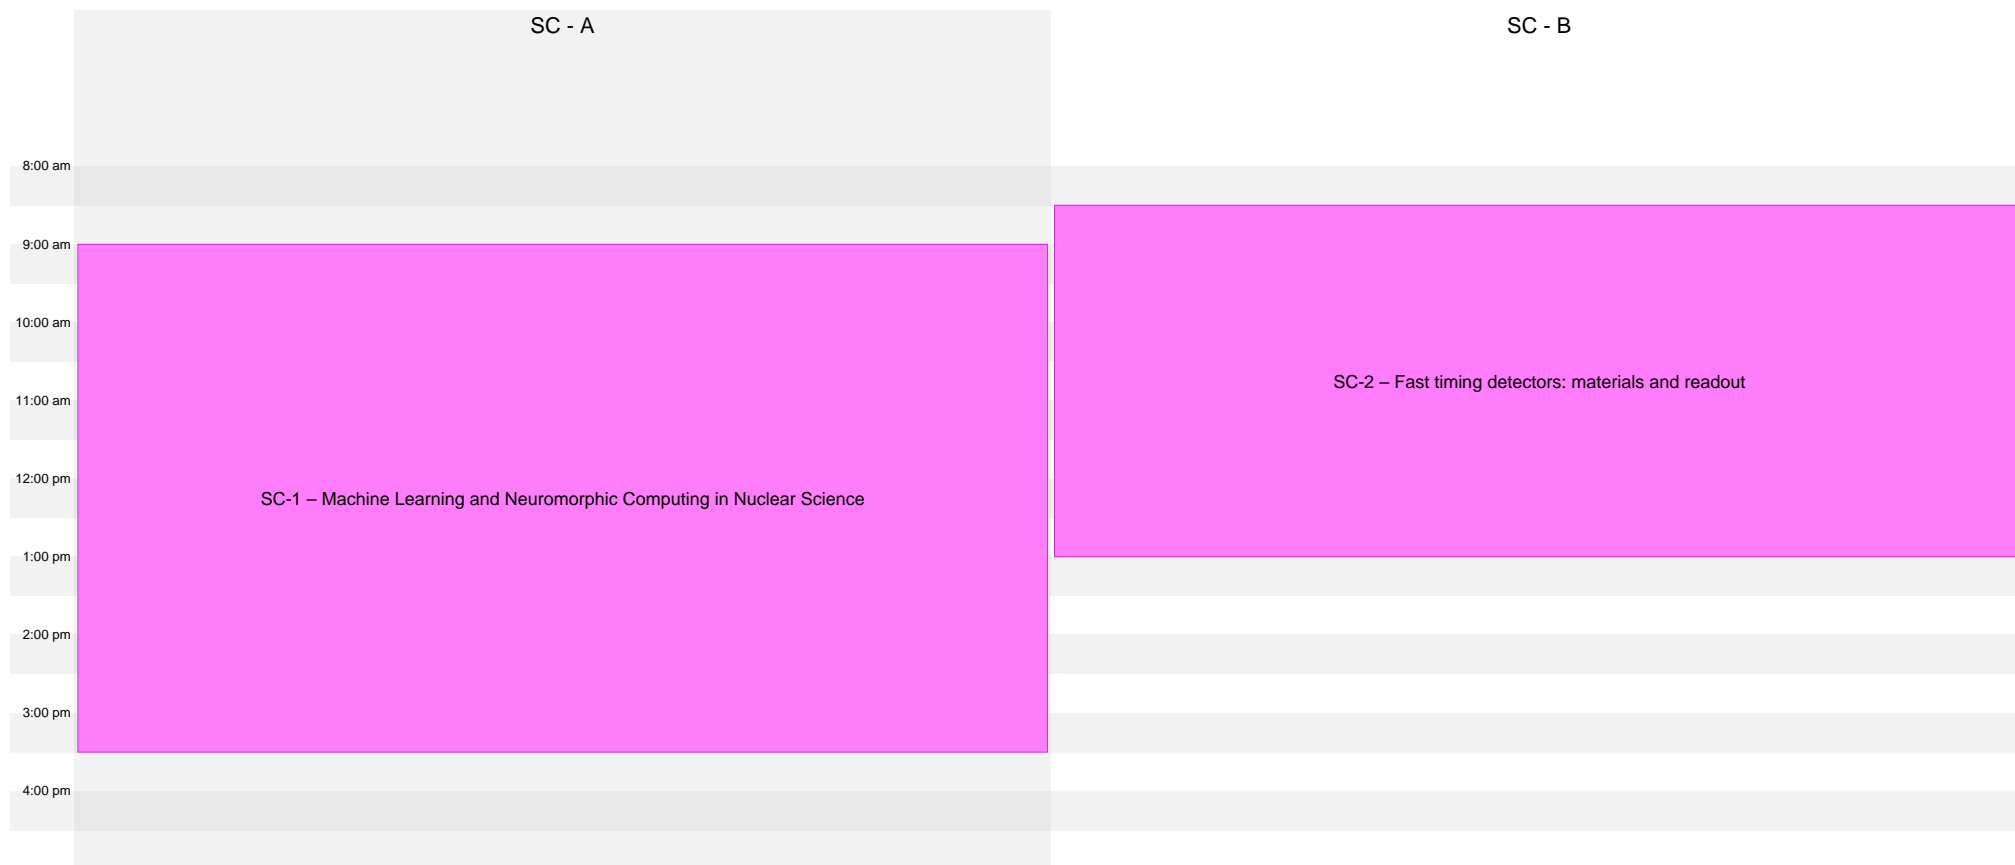 SC - A
SC - B
8:00 am
9:00 am
10:00 am
11:00 am
12:00 pm
1:00 pm
2:00 pm
3:00 pm
4:00 pm
SC-1 – Machine Learning and Neuromorphic Computing in Nuclear Science
SC-2 – Fast timing detectors: materials and readout